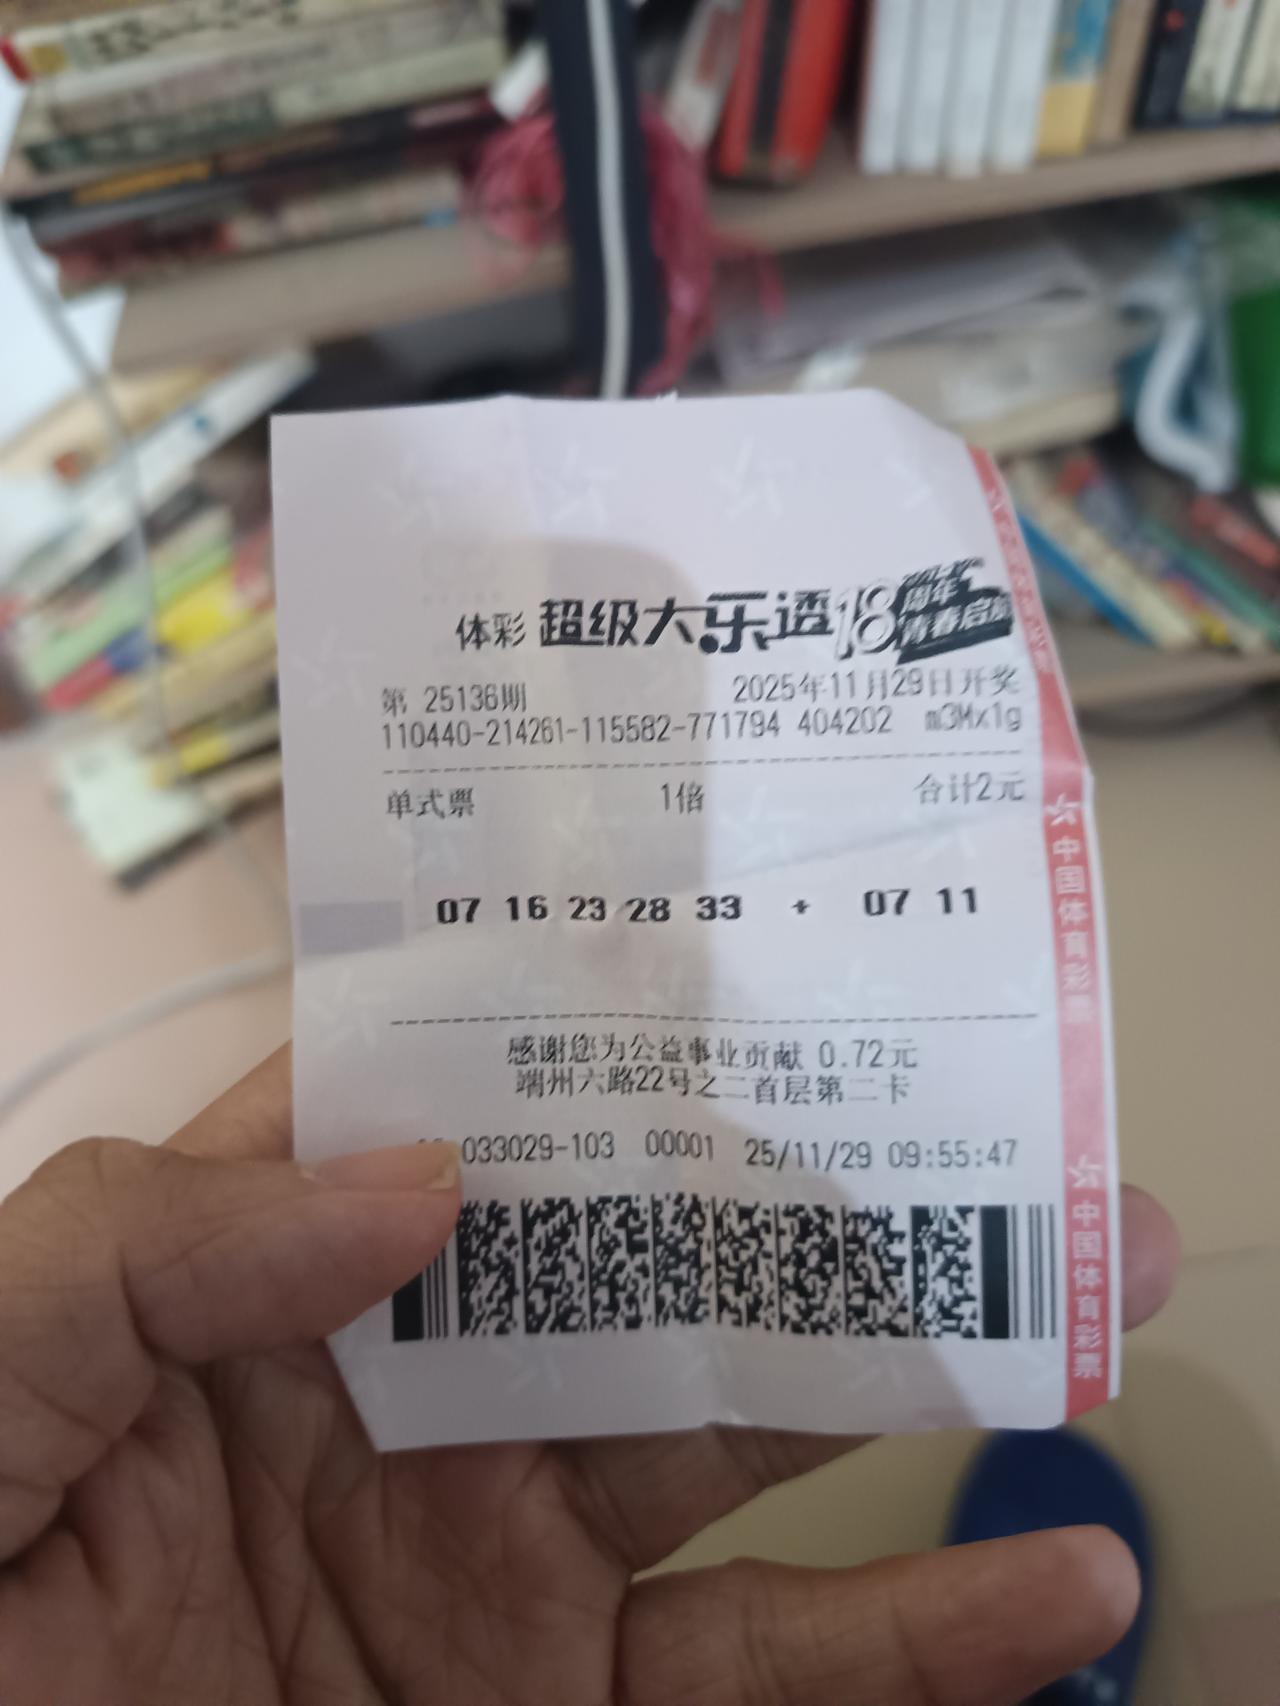 体彩 超级大乐透 18 周年 青春启航
第 25136期 2025年11月29日开奖
110440-214261-115582-771794 404202 m3Mx1g
单式票 1倍 合计2元
07 16 23 28 33 + 07 11
感谢您为公益事业贡献 0.72元
端州六路22号之二首层第二卡
033029-103 00001 25/11/29 09:55:47
中国体育彩票
中国体育彩票